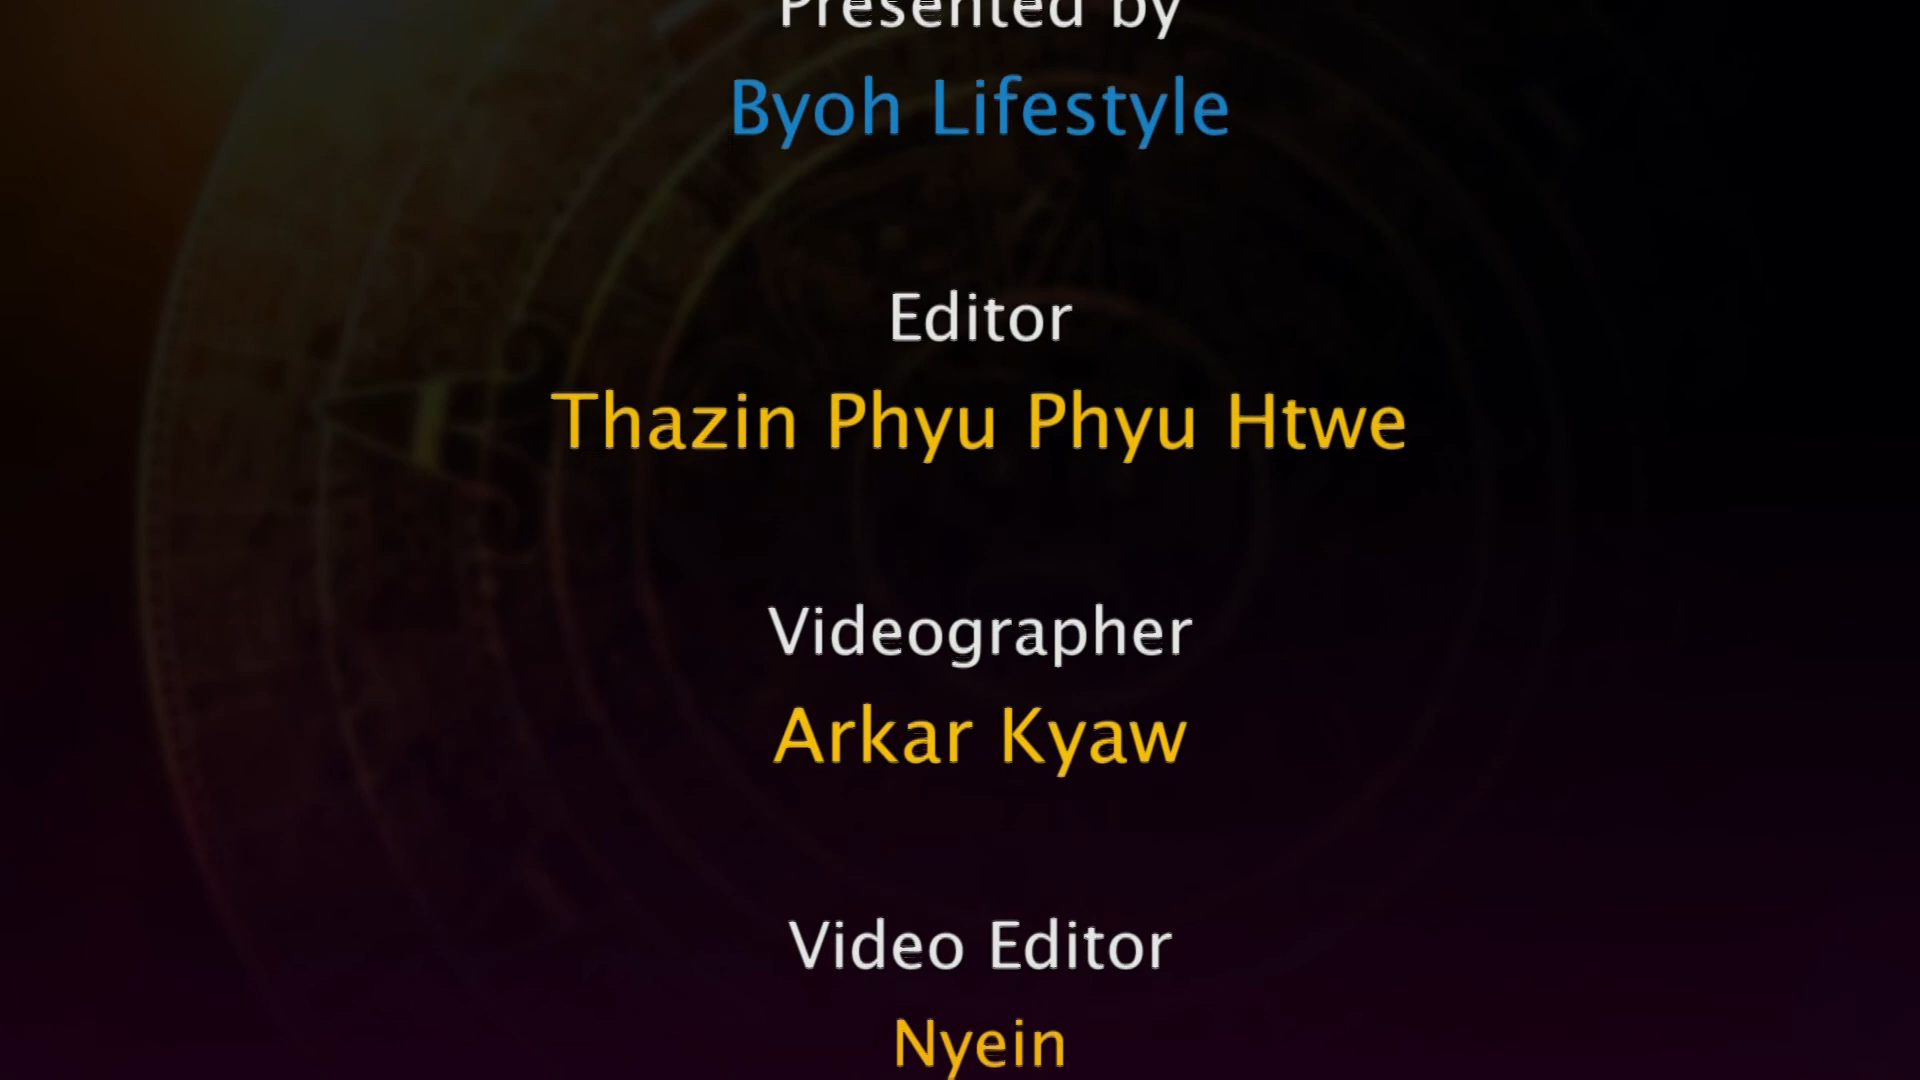 Presented by
Byoh Lifestyle
Editor
Thazin Phyu Phyu Htwe
Videographer
Arkar Kyaw
Video Editor
Nyein